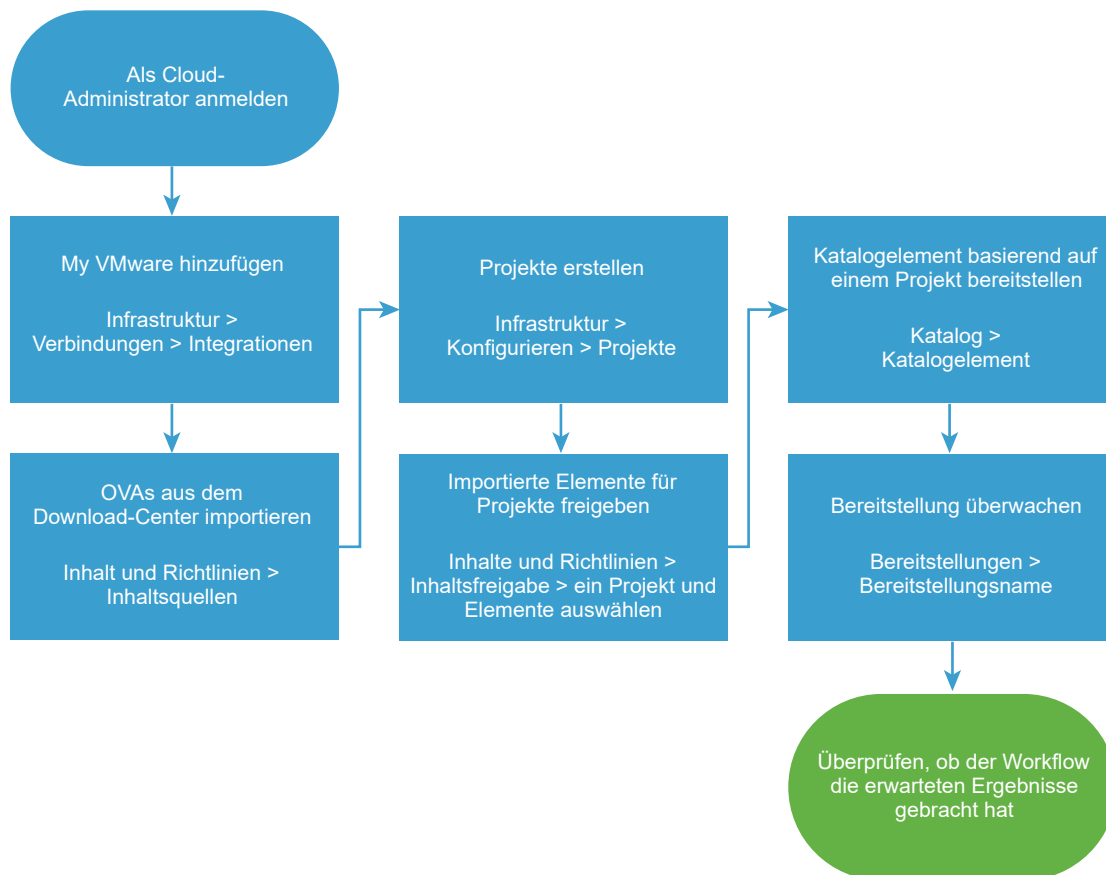 Als Cloud-
Administrator anmelden
My VMware hinzufügen
Infrastruktur >
Verbindungen > Integrationen
OVAs aus dem
Download-Center importieren
Inhalt und Richtlinien >
Inhaltsquellen
Projekte erstellen
Infrastruktur >
Konfigurieren > Projekte
Importierte Elemente für
Projekte freigeben
Inhalte und Richtlinien >
Inhaltsfreigabe > ein Projekt und
Elemente auswählen
Katalogelement basierend auf
einem Projekt bereitstellen
Katalog >
Katalogelement
Bereitstellung überwachen
Bereitstellungen >
Bereitstellungsname
Überprüfen, ob der Workflow
die erwarteten Ergebnisse
gebracht hat